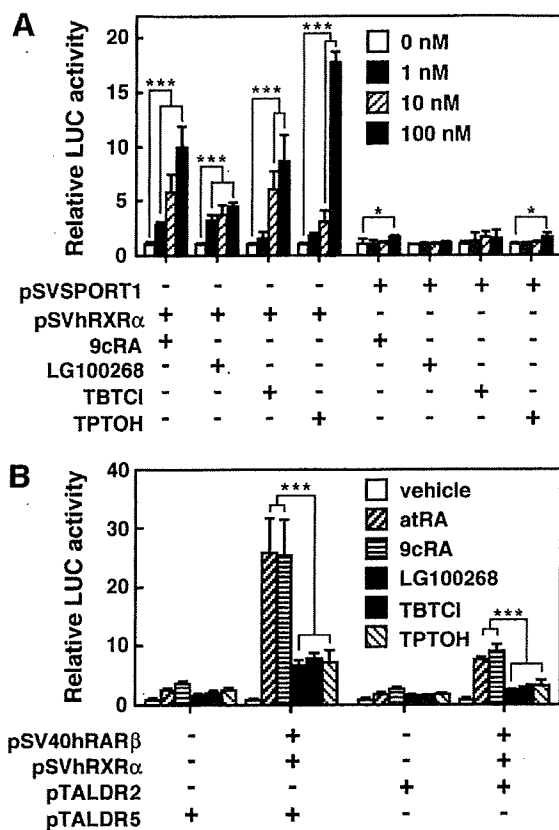 A
Relative LUC activity
20
15
10
5
0
***
***
***
***
*
*
0 nM
1 nM
10 nM
100 nM
pSVSPORT1 - - - - + + + +
pSVhRXRα + + + + - - - -
9cRA + - - - + - - -
LG100268 - + - - - + - -
TBTCl - - + - - - + -
TPTOH - - - + - - - +
B
Relative LUC activity
40
30
20
10
0
***
***
vehicle
atRA
9cRA
LG100268
TBTCl
TPTOH
pSV40hRARβ - + - +
pSVhRXRα - + - +
pTALDR2 - - + +
pTALDR5 + + - -